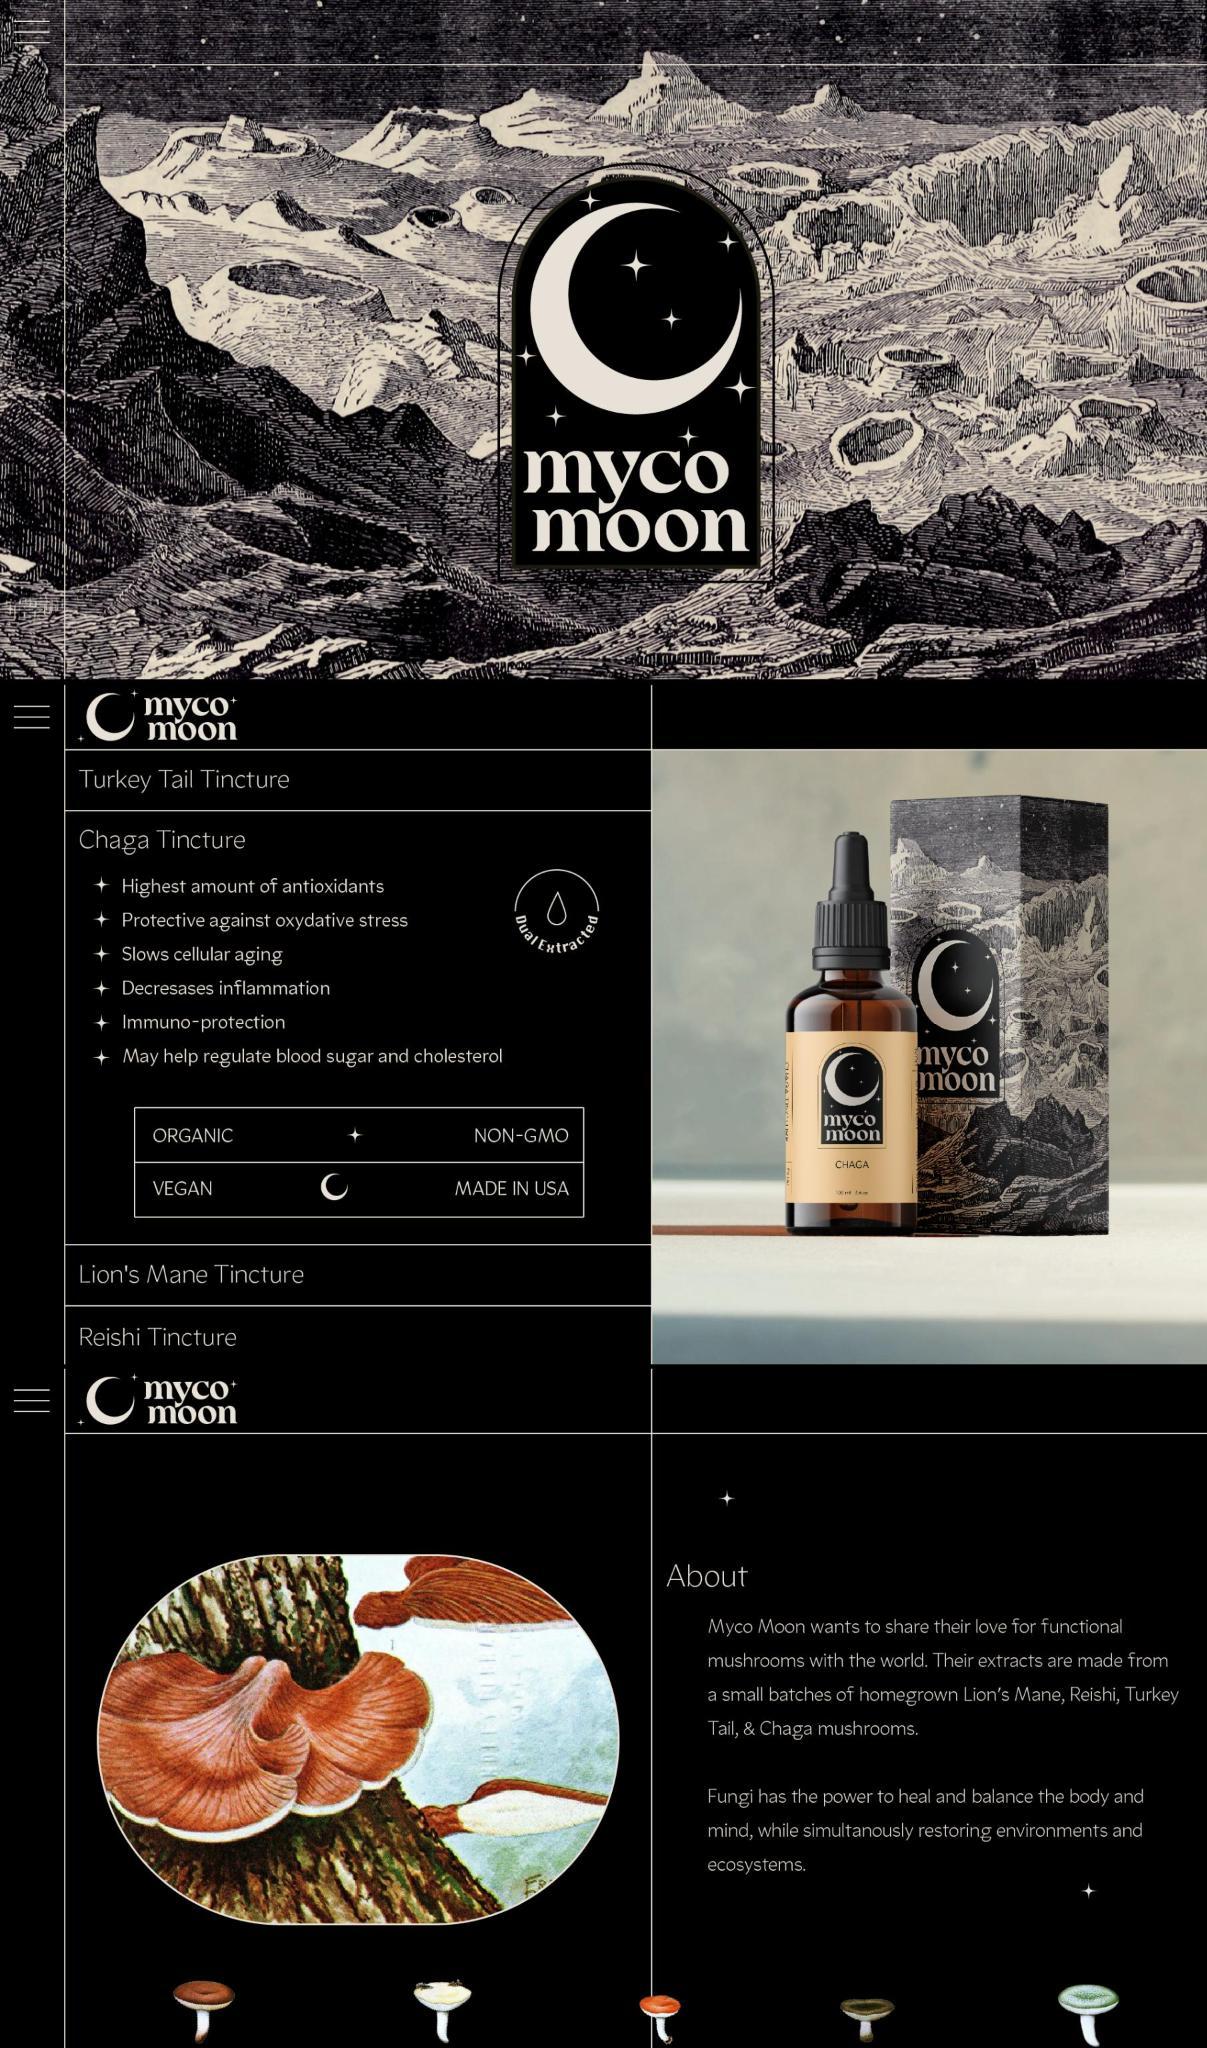 myco
moon
myco
moon
Turkey Tail Tincture
Chaga Tincture
Highest amount of antioxidants
Protective against oxydative stress
Slows cellular aging
Decresases inflammation
Immuno-protection
May help regulate blood sugar and cholesterol
Dual Extracted
ORGANIC NON-GMO
VEGAN MADE IN USA
Lion's Mane Tincture
Reishi Tincture
myco
moon
myco
moon
CHAGA
myco
moon
About
Myco Moon wants to share their love for functional
mushrooms with the world. Their extracts are made from
a small batches of homegrown Lion's Mane, Reishi, Turkey
Tail, & Chaga mushrooms.
Fungi has the power to heal and balance the body and
mind, while simultanously restoring environments and
ecosystems.